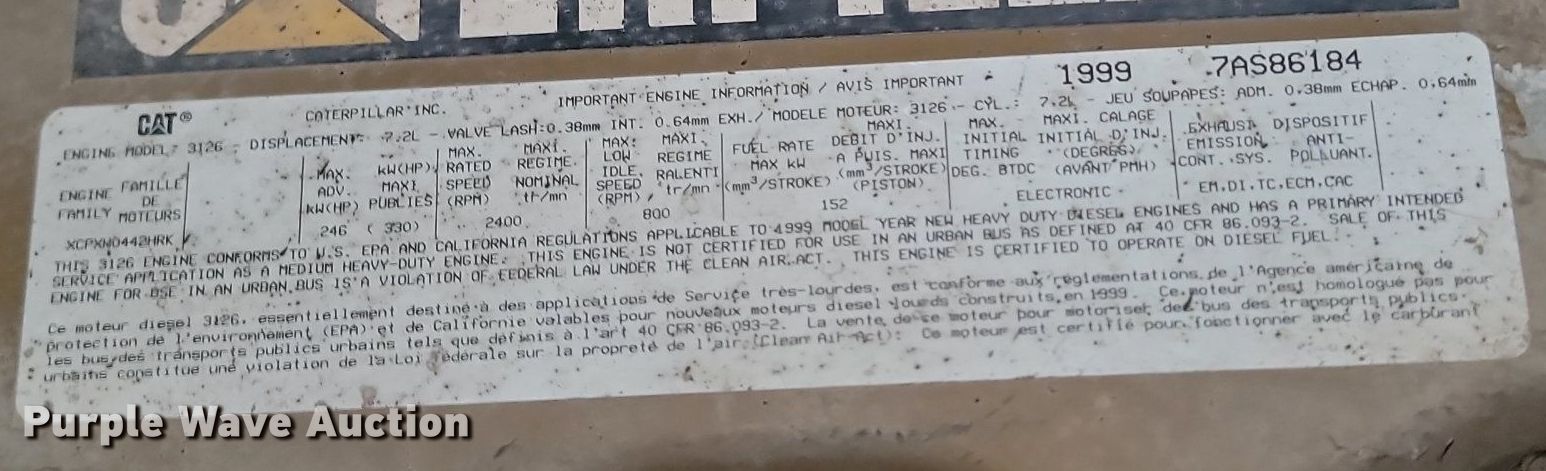 CAT®
CATERPILLAR INC.
IMPORTANT ENGINE INFORMATION / AVIS IMPORTANT
1999
7AS86184
ENGINE MODEL: 3126 - DISPLACEMENT: 7.2L - VALVE LASH:0.38mm INT. 0.64mm EXH./ MODELE MOTEUR: 3126 - CYL.: 7.2L - JEU SOUPAPES: ADM. 0.38mm ECHAP. 0.64mm
ENGINE FAMILLE
DE
FAMILY MOTEURS
XCPXH0442HRK
MAX. KW(HP)
ADV. MAXI
KW(HP) PUBLIES
246 ( 330)
MAX. MAXI.
RATED REGIME.
SPEED NOMINAL
(RPM) tr/mn
2400
MAX. MAXI.
LOW REGIME
IDLE. RALENTI
SPEED tr/mn
(RPM)
800
MAXI.
FUEL RATE DEBIT D'INJ.
MAX KW A PUIS. MAXI
(mm³/STROKE) (mm³/STROKE)
(PISTON)
152
MAX. - MAXI. CALAGE
INITIAL INITIAL D'INJ.
TIMING (DEGRES)
DEG. BTDC (AVANT PMH)
ELECTRONIC
EXHAUST DISPOSITIF
EMISSION ANTI-
CONT. SYS. POLLUANT.
EM,DI,TC,ECM,CAC
THIS 3126 ENGINE CONFORMS TO U.S. EPA AND CALIFORNIA REGULATIONS APPLICABLE TO 1999 MODEL YEAR NEW HEAVY DUTY DIESEL ENGINES AND HAS A PRIMARY INTENDED
SERVICE APPLICATION AS A MEDIUM HEAVY-DUTY ENGINE. THIS ENGINE IS NOT CERTIFIED FOR USE IN AN URBAN BUS AS DEFINED AT 40 CFR 86.093-2. SALE OF THIS
ENGINE FOR USE IN AN URBAN BUS IS A VIOLATION OF FEDERAL LAW UNDER THE CLEAN AIR ACT. THIS ENGINE IS CERTIFIED TO OPERATE ON DIESEL FUEL.
Ce moteur diesel 3126, essentiellement destiné à des applications de Service très-lourdes, est conforme aux réglementations de l'Agence américaine de
protection de l'environnement (EPA) et de Californie valables pour nouveaux moteurs diesel lourds construits en 1999. Ce moteur n'est homologué pas pour
les bus des transports publics urbains tels que définis à l'art 40 CFR 86.093-2. La vente de ce moteur pour motoriser des bus des transports publics
urbains constitue une violation de la Loi fédérale sur la propreté de l'air (Clean Air Act). Ce moteur est certifié pour fonctionner avec le carburant
Purple Wave Auction